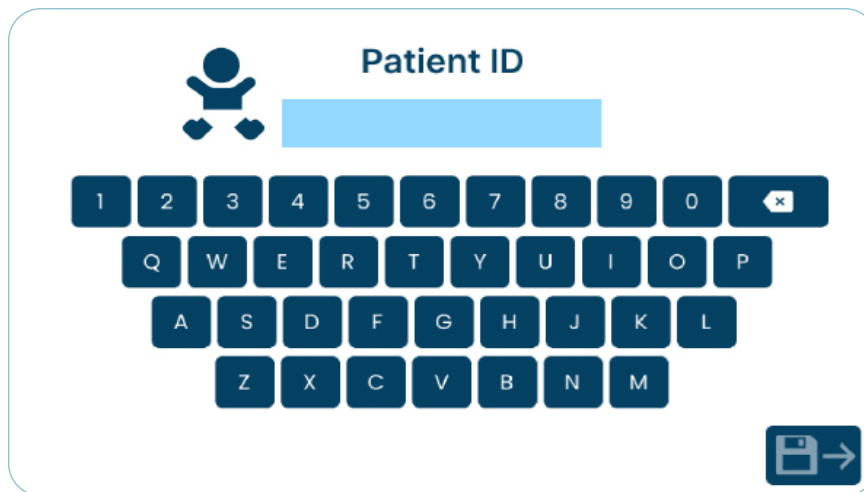 Patient ID
1 2 3 4 5 6 7 8 9 0
Q W E R T Y U I O P
A S D F G H J K L
Z X C V B N M